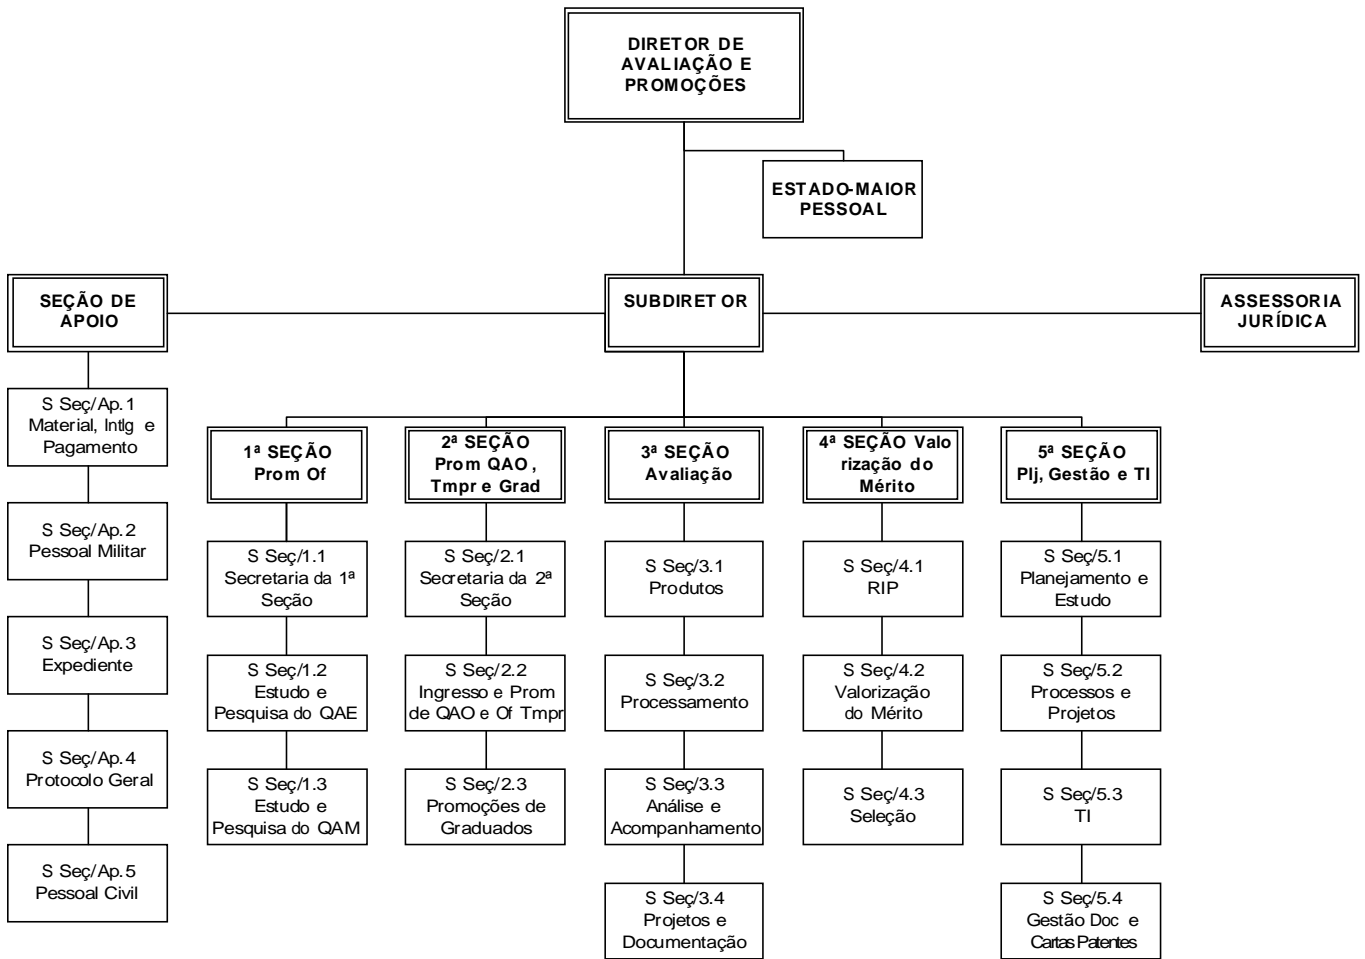 DIRETOR DE
AVALIAÇÃO E
PROMOÇÕES
ESTADO-MAIOR
PESSOAL
SEÇÃO DE
APOIO
SUBDIRETOR
ASSESSORIA
JURÍDICA
S Seç/Ap.1
Material, Intlg e
Pagamento
S Seç/Ap.2
Pessoal Militar
S Seç/Ap.3
Expediente
S Seç/Ap.4
Protocolo Geral
S Seç/Ap.5
Pessoal Civil
1ª SEÇÃO
Prom Of
S Seç/1.1
Secretaria da 1ª
Seção
S Seç/1.2
Estudo e
Pesquisa do QAE
S Seç/1.3
Estudo e
Pesquisa do QAM
2ª SEÇÃO
Prom QAO,
Tmpr e Grad
S Seç/2.1
Secretaria da 2ª
Seção
S Seç/2.2
Ingresso e Prom
de QAO e Of Tmpr
S Seç/2.3
Promoções de
Graduados
3ª SEÇÃO
Avaliação
S Seç/3.1
Produtos
S Seç/3.2
Processamento
S Seç/3.3
Análise e
Acompanhamento
S Seç/3.4
Projetos e
Documentação
4ª SEÇÃO Valo
rização do
Mérito
S Seç/4.1
RIP
S Seç/4.2
Valorização
do Mérito
S Seç/4.3
Seleção
5ª SEÇÃO
Plj, Gestão e TI
S Seç/5.1
Planejamento e
Estudo
S Seç/5.2
Processos e
Projetos
S Seç/5.3
TI
S Seç/5.4
Gestão Doc e
Cartas Patentes